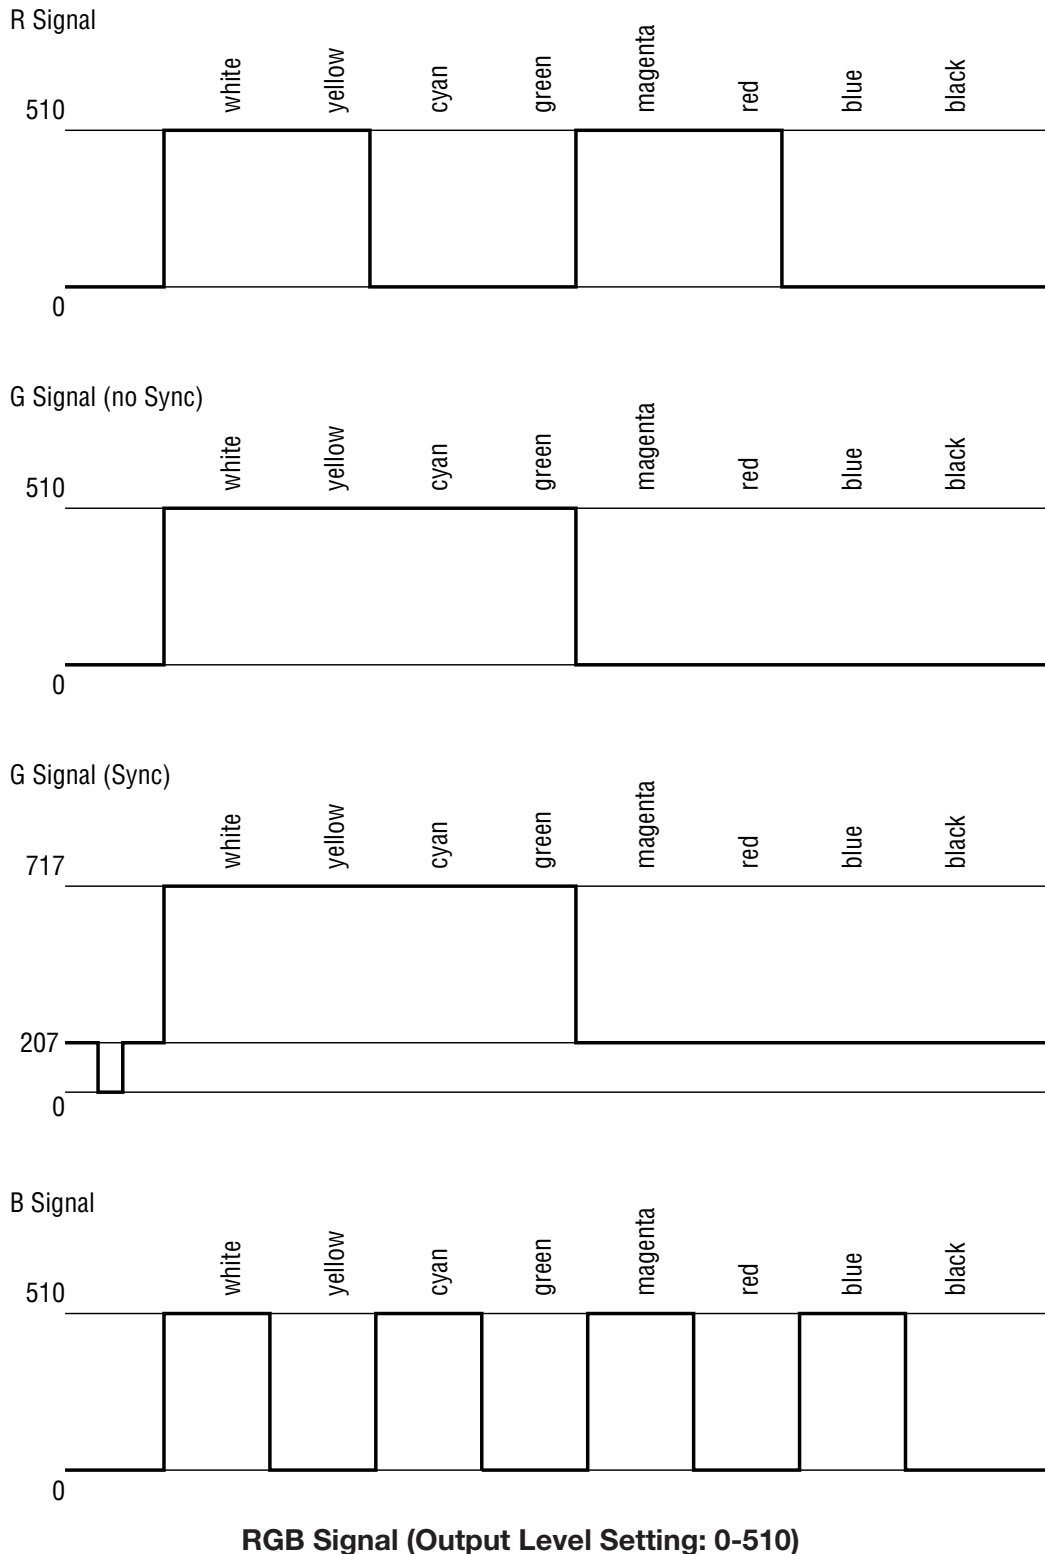 R Signal
white yellow cyan green magenta red blue black
510
0
G Signal (no Sync)
white yellow cyan green magenta red blue black
510
0
G Signal (Sync)
white yellow cyan green magenta red blue black
717
207
0
B Signal
white yellow cyan green magenta red blue black
510
0
RGB Signal (Output Level Setting: 0-510)